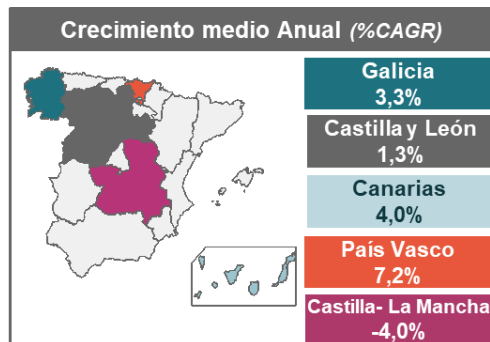 Crecimiento medio Anual (%CAGR)
Galicia
3,3%
Castilla y León
1,3%
Canarias
4,0%
País Vasco
7,2%
Castilla- La Mancha
-4,0%